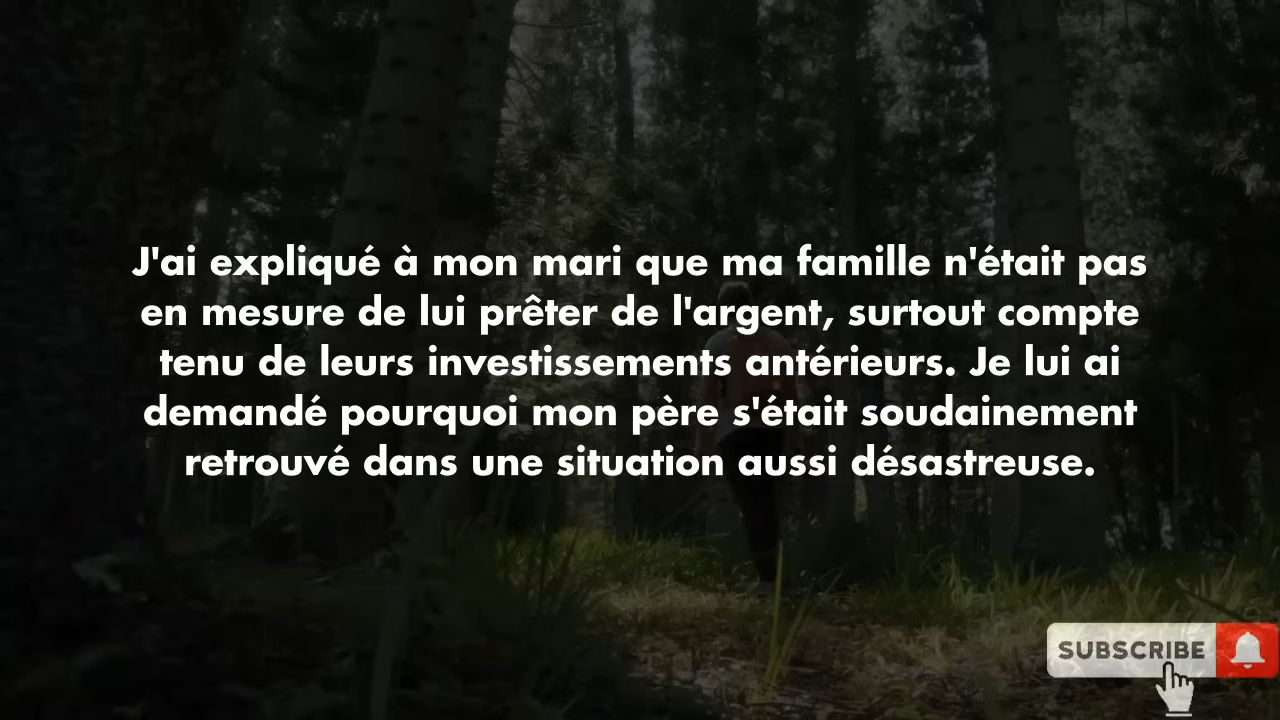 J'ai expliqué à mon mari que ma famille n'était pas
en mesure de lui prêter de l'argent, surtout compte
tenu de leurs investissements antérieurs. Je lui ai
demandé pourquoi mon père s'était soudainement
retrouvé dans une situation aussi désastreuse.
SUBSCRIBE